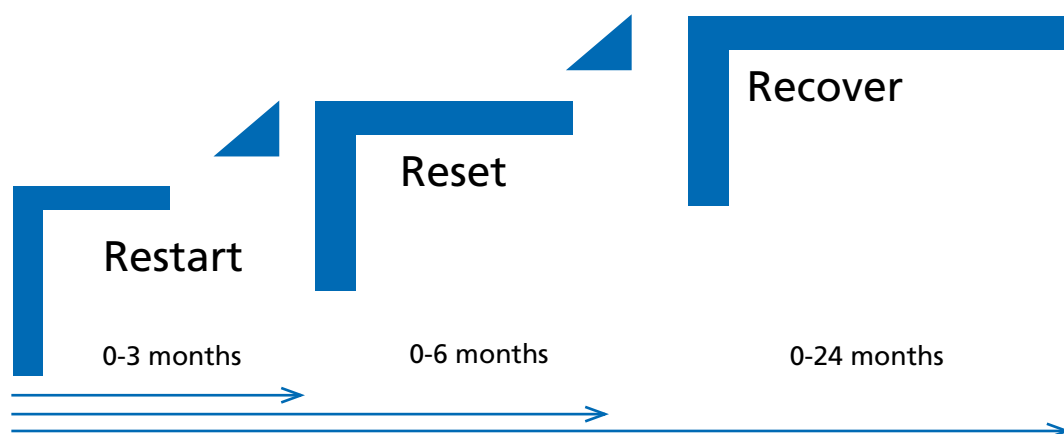 Recover
Reset
Restart
0-3 months
0-6 months
0-24 months